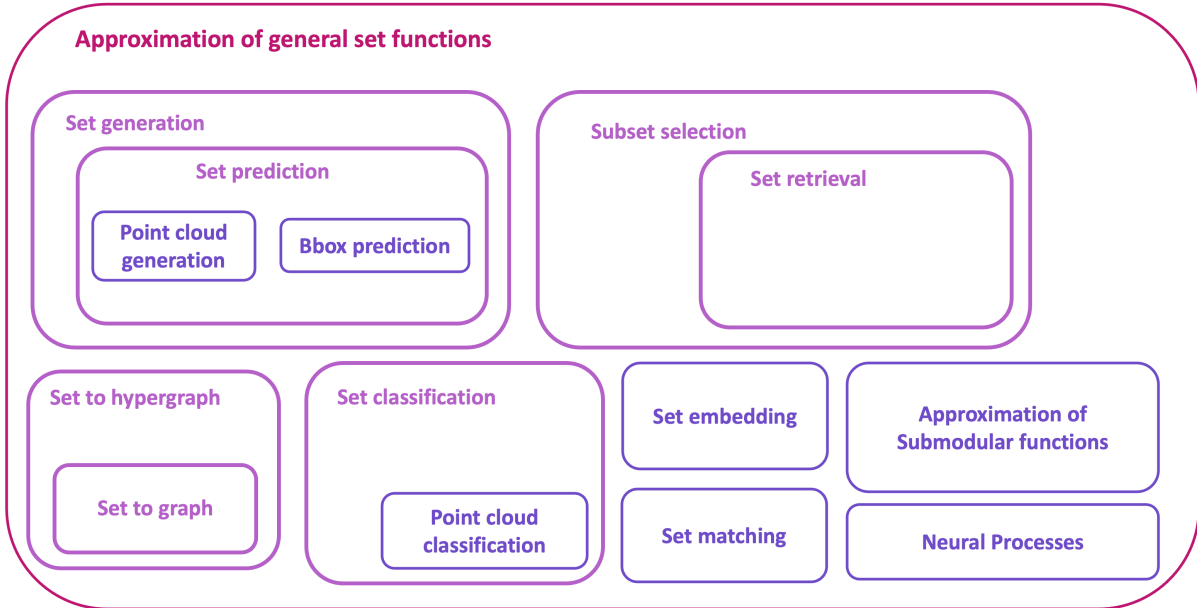 Approximation of general set functions
Set generation
Set prediction
Point cloud
generation
Bbox prediction
Subset selection
Set retrieval
Set to hypergraph
Set to graph
Set classification
Point cloud
classification
Set embedding
Set matching
Approximation of
Submodular functions
Neural Processes